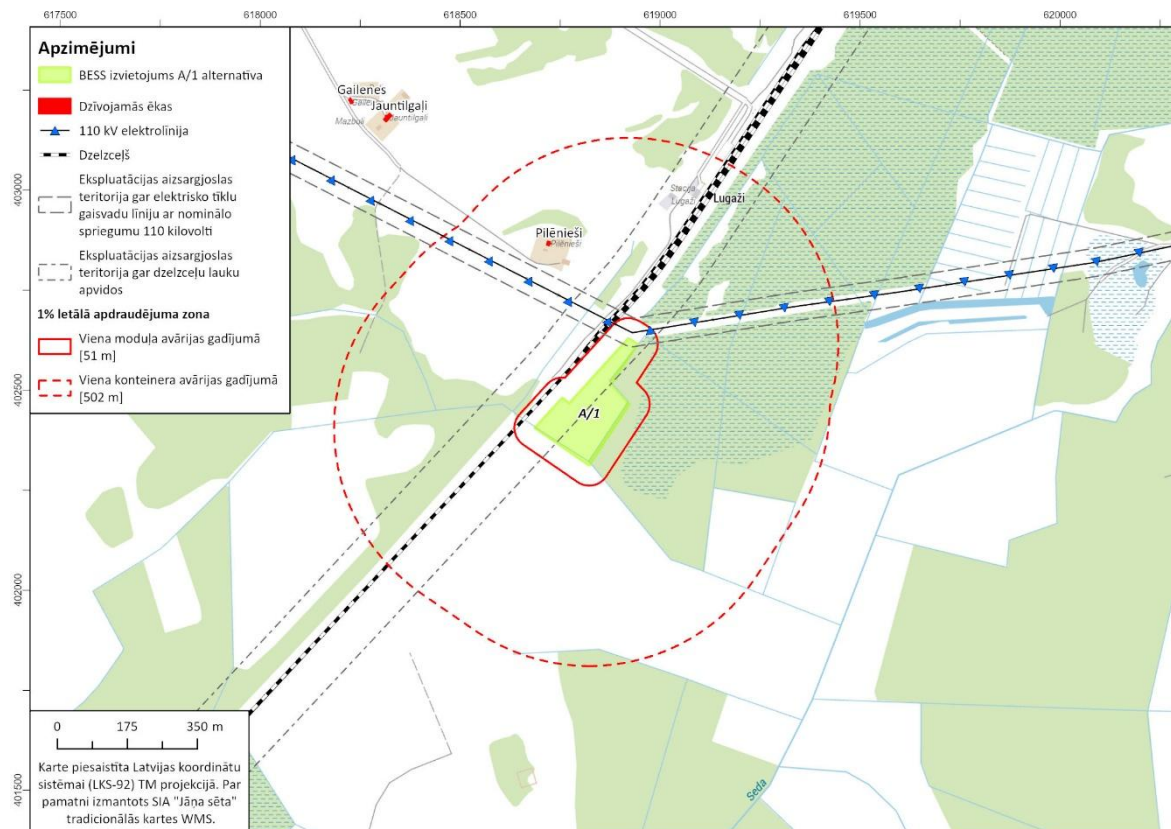 617500
618000
618500
619000
619500
620000
403000
402500
402000
401500
Apzīmējumi
BESS izvietojums A/1 alternatīva
Dzīvojamās ēkas
110 kV elektrolīnija
Dzelzceļš
Ekspluatācijas aizsargjoslas
teritorija gar elektrisko tīklu
gaisvadu līniju ar nominālo
spriegumu 110 kilovolti
Ekspluatācijas aizsargjoslas
teritorija gar dzelzceļu lauku
apvidos
1% letālā apdraudējuma zona
Viena moduļa avārijas gadījumā
[51 m]
Viena konteinera avārijas gadījumā
[502 m]
Gailenes
Jauntilgaļi
Jauntilgali
Mazbuļi
Pilēnieši
Pilēnieši
Stacija
Lugaži
Lugaži
A/1
Seda
0 175 350 m
Karte piesaistīta Latvijas koordinātu
sistēmai (LKS-92) TM projekcijā. Par
pamatni izmantots SIA "Jāņa sēta"
tradicionālās kartes WMS.